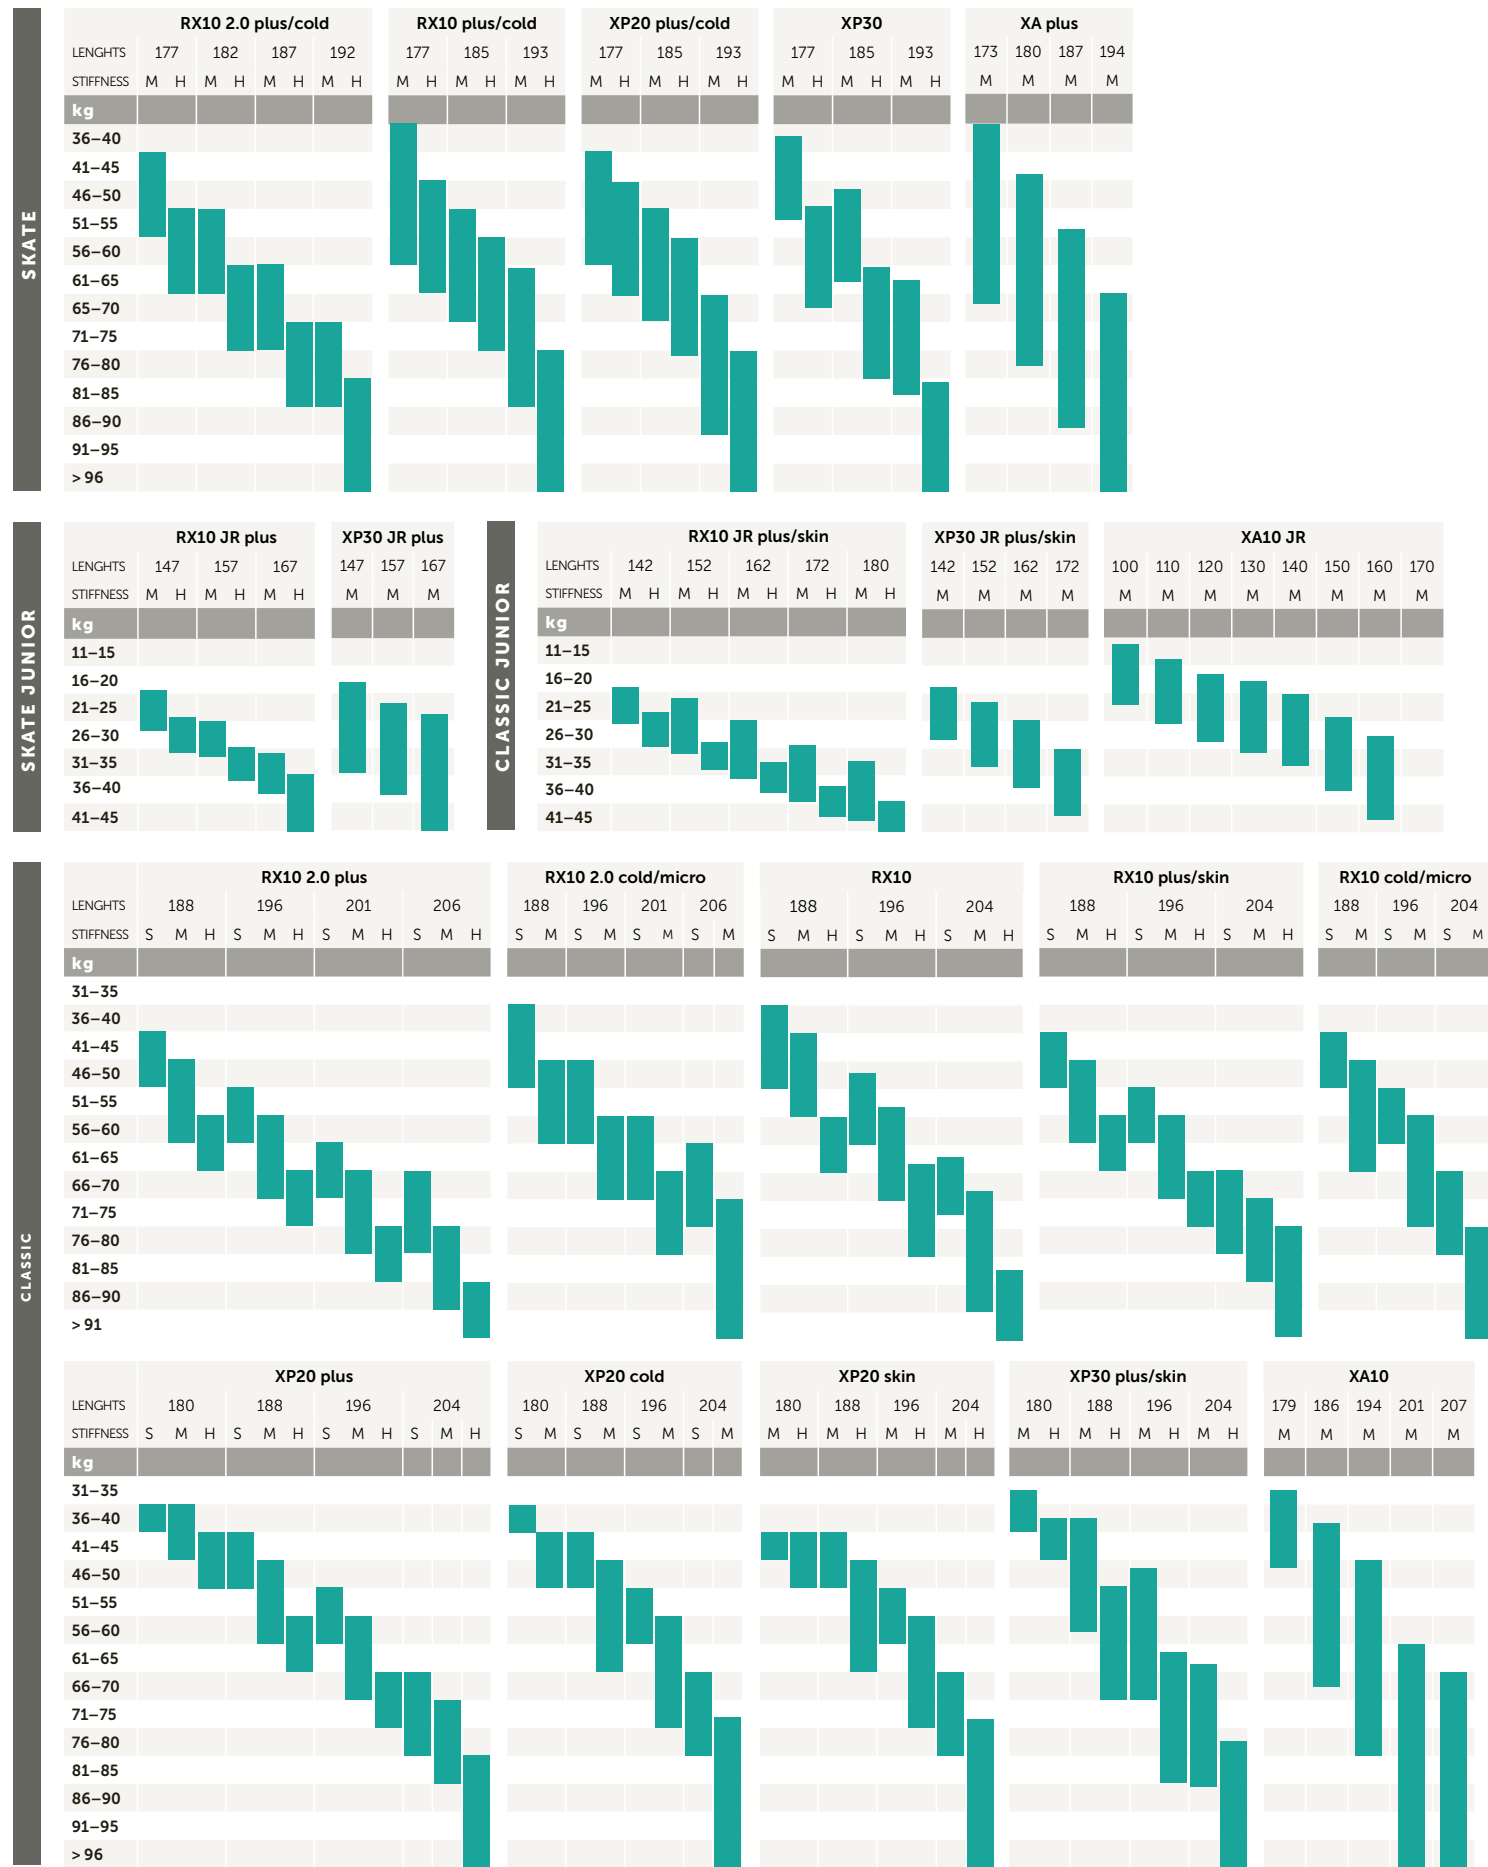 SKATE
RX10 2.0 plus/cold RX10 plus/cold XP20 plus/cold XP30 XA plus
LENGHTS 177 182 187 192 177 185 193 177 185 193 177 185 193 173 180 187 194
STIFFNESS M H M H M H M H M H M H M H M H M H M H M H M H M H M M M M
kg
36–40
41–45
46–50
51–55
56–60
61–65
65–70
71–75
76–80
81–85
86–90
91–95
> 96
SKATE JUNIOR
RX10 JR plus XP30 JR plus
LENGHTS 147 157 167 147 157 167
STIFFNESS M H M H M H M M M
kg
11–15
16–20
21–25
26–30
31–35
36–40
41–45
CLASSIC JUNIOR
RX10 JR plus/skin XP30 JR plus/skin XA10 JR
LENGHTS 142 152 162 172 180 142 152 162 172 100 110 120 130 140 150 160 170
STIFFNESS M H M H M H M H M H M M M M M M M M M M M M
kg
11–15
16–20
21–25
26–30
31–35
36–40
41–45
CLASSIC
RX10 2.0 plus RX10 2.0 cold/micro RX10 RX10 plus/skin RX10 cold/micro
LENGHTS 188 196 201 206 188 196 201 206 188 196 204 188 196 204 188 196 204
STIFFNESS S M H S M H S M H S M H S M S M S M S M S M H S M H S M H S M H S M H S M H S M S M S M
kg
31–35
36–40
41–45
46–50
51–55
56–60
61–65
66–70
71–75
76–80
81–85
86–90
> 91
XP20 plus XP20 cold XP20 skin XP30 plus/skin XA10
LENGHTS 180 188 196 204 180 188 196 204 180 188 196 204 180 188 196 204 179 186 194 201 207
STIFFNESS S M H S M H S M H S M H S M S M S M S M M H M H M H M H M H M H M H M H M M M M M
kg
31–35
36–40
41–45
46–50
51–55
56–60
61–65
66–70
71–75
76–80
81–85
86–90
91–95
> 96